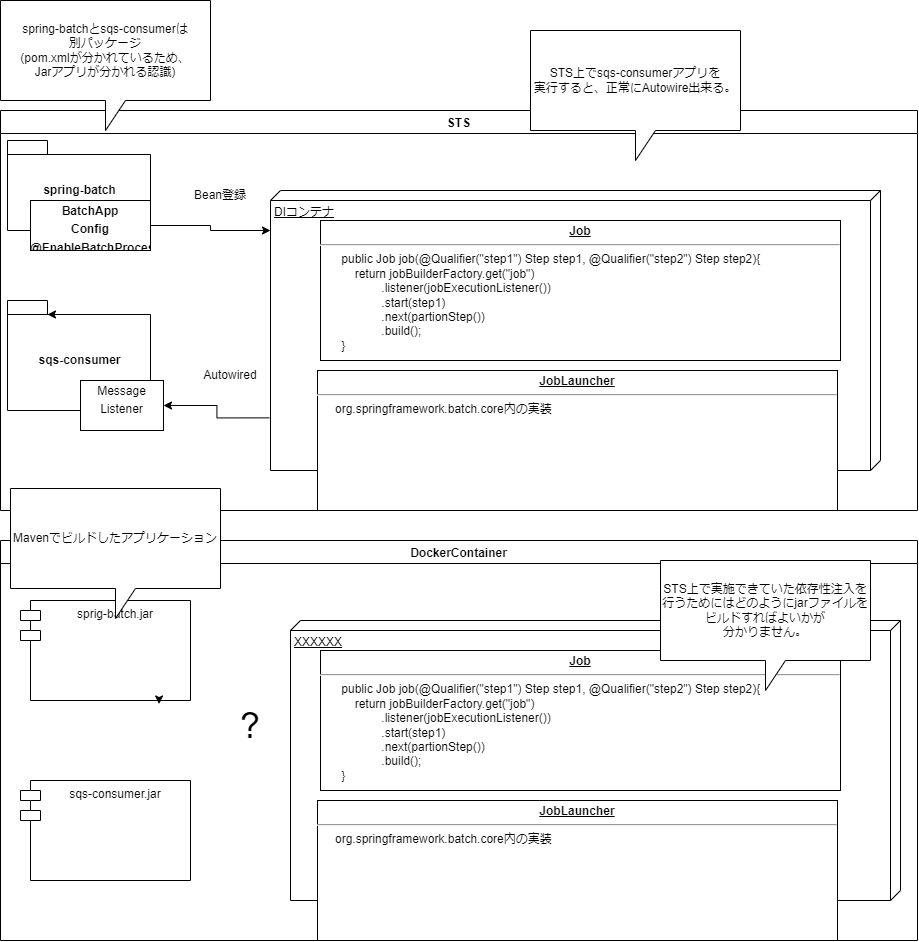 spring-batchとsqs-consumerは
別パッケージ
(pom.xmlが分かれているため、
Jarアプリが分かれる認識)
STS上でsqs-consumerアプリを
実行すると、正常にAutowire出来る。
STS
spring-batch
BatchApp
Config
@EnableBatchProces
Bean登録
DIコンテナ
Job
public Job job(@Qualifier("step1") Step step1, @Qualifier("step2") Step step2){
return jobBuilderFactory.get("job")
.listener(jobExecutionListener())
.start(step1)
.next(partionStep())
.build();
}
sqs-consumer
Message
Listener
Autowired
JobLauncher
org.springframework.batch.core内の実装
Mavenでビルドしたアプリケーション
DockerContainer
STS上で実施できていた依存性注入を
行うためにはどのようにjarファイルを
ビルドすればよいかが
分かりません。
sprig-batch.jar
XXXXXX
Job
public Job job(@Qualifier("step1") Step step1, @Qualifier("step2") Step step2){
return jobBuilderFactory.get("job")
.listener(jobExecutionListener())
.start(step1)
.next(partionStep())
.build();
}
?
sqs-consumer.jar
JobLauncher
org.springframework.batch.core内の実装